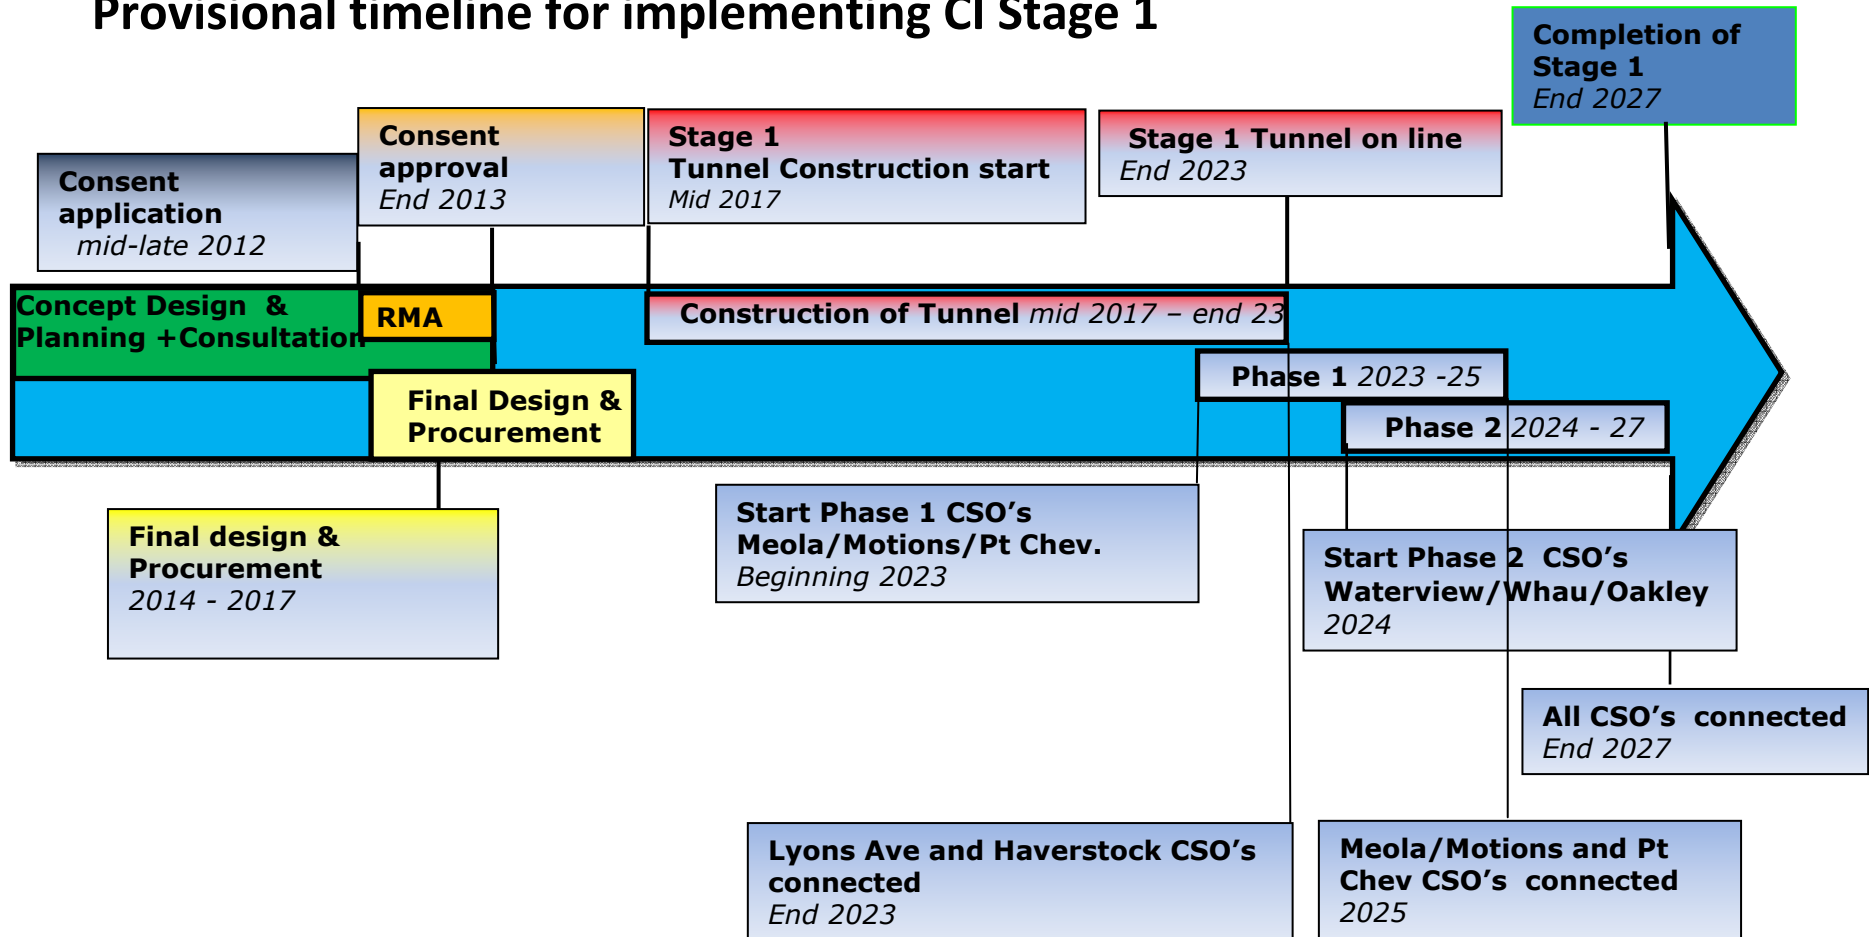 Provisional timeline for implementing CI Stage 1
Completion of
Stage 1
End 2027
Consent
application
mid-late 2012
Consent
approval
End 2013
Stage 1
Tunnel Construction start
Mid 2017
Stage 1 Tunnel on line
End 2023
Concept Design &
Planning +Consultation
RMA
Construction of Tunnel mid 2017 – end 23
Phase 1 2023 -25
Phase 2 2024 - 27
Final Design &
Procurement
Final design &
Procurement
2014 - 2017
Start Phase 1 CSO’s
Meola/Motions/Pt Chev.
Beginning 2023
Start Phase 2 CSO’s
Waterview/Whau/Oakley
2024
All CSO’s connected
End 2027
Lyons Ave and Haverstock CSO’s
connected
End 2023
Meola/Motions and Pt
Chev CSO’s connected
2025